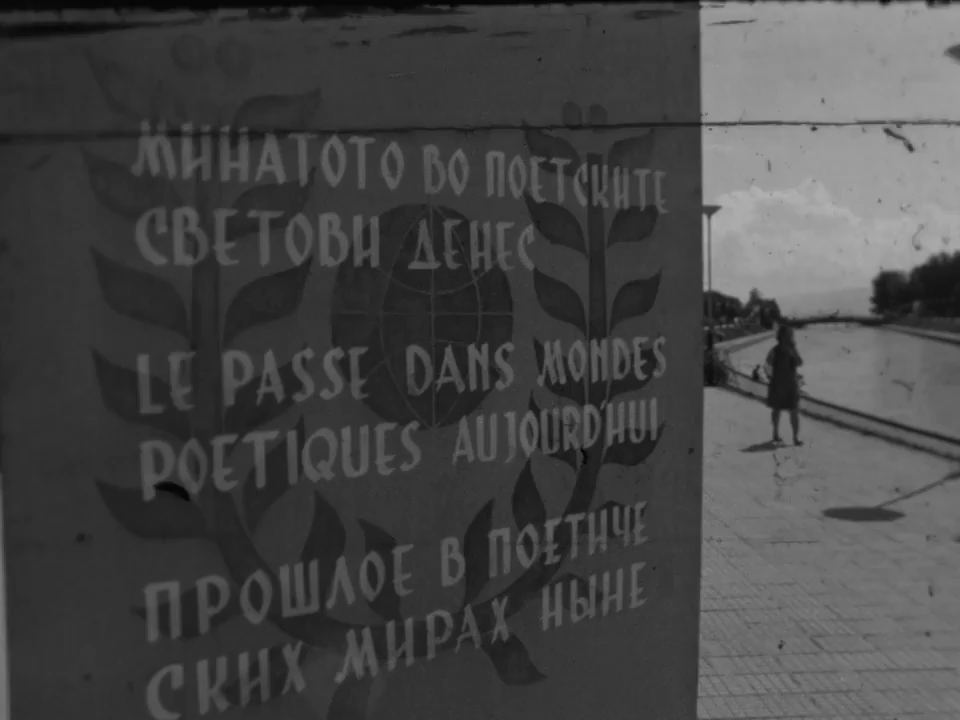 МИНАТОТО ВО ПОЕТСКИТЕ
СВЕТОВИ ДЕНЕС
LE PASSE DANS MONDES
POETIQUES AUJOURD'HUI
ПРОШЛОЕ В ПОЕТИЧЕ
СКИХ МИРАХ НЫНЕ